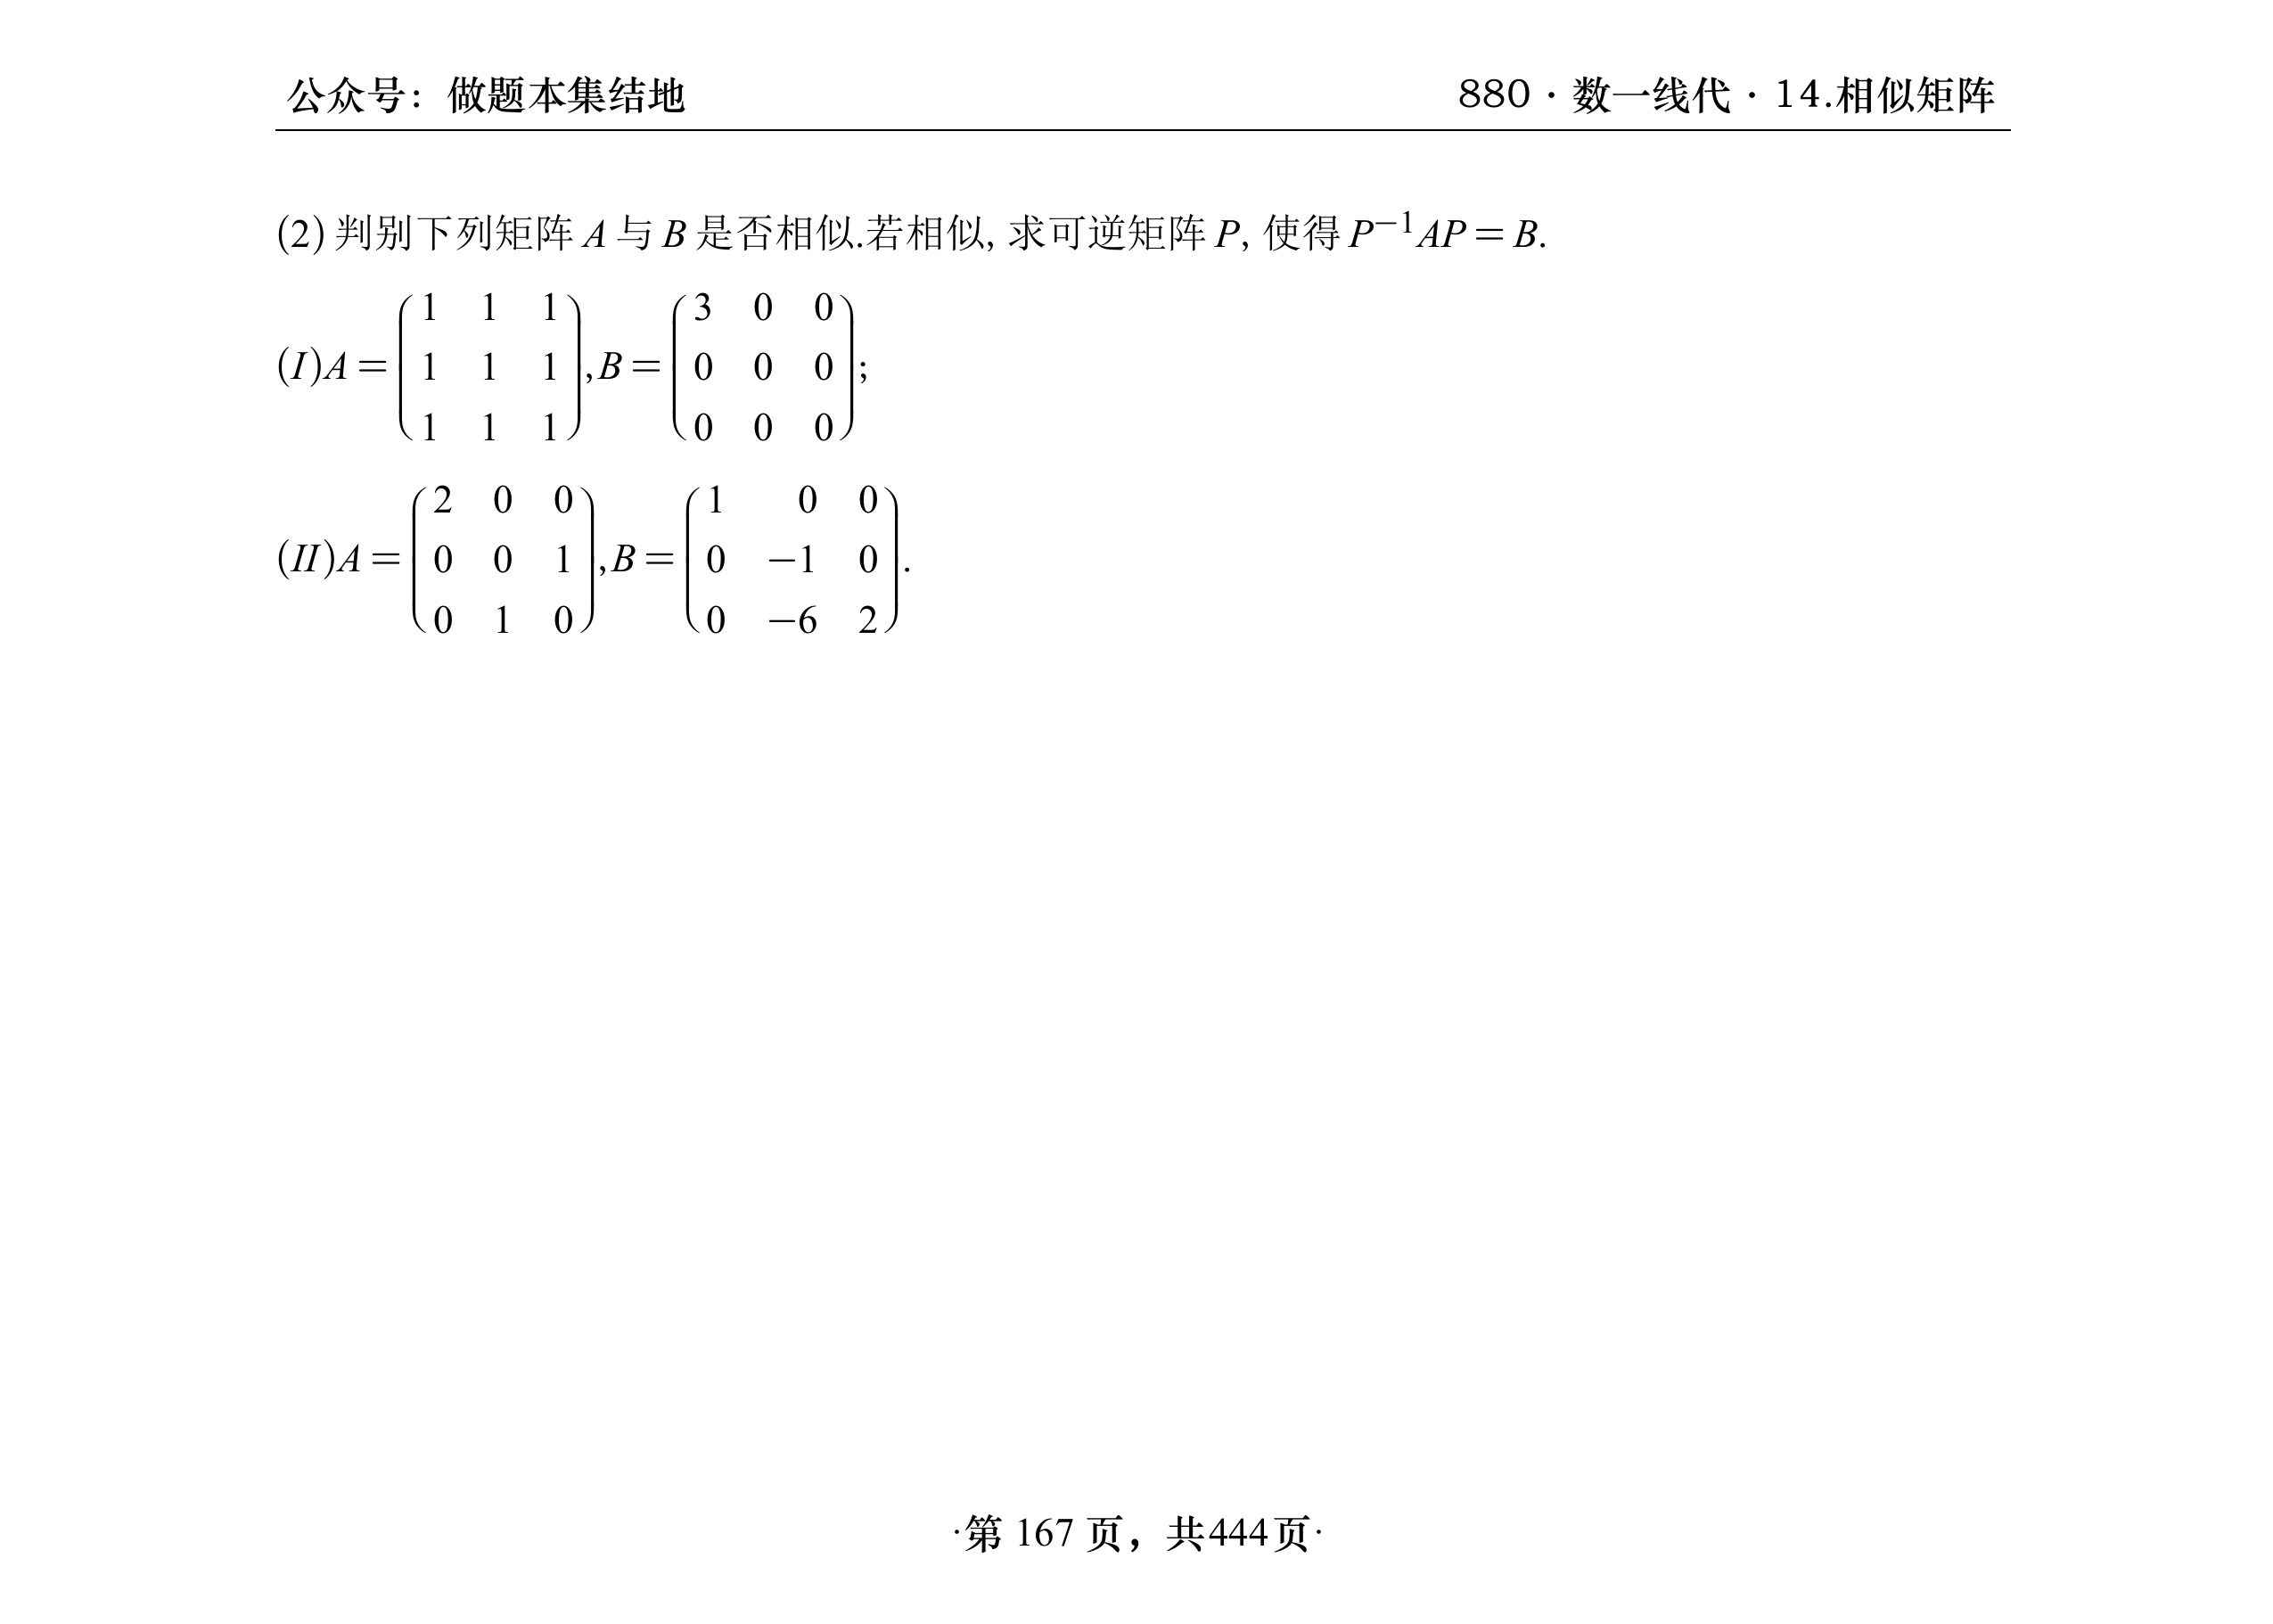 公众号：做题本集结地 880·数一线代·14.相似矩阵
(2) 判别下列矩阵 A 与 B 是否相似.若相似, 求可逆矩阵 P, 使得 P⁻¹AP = B.
(I)A = \begin{pmatrix} 1 & 1 & 1 \\ 1 & 1 & 1 \\ 1 & 1 & 1 \end{pmatrix}, B = \begin{pmatrix} 3 & 0 & 0 \\ 0 & 0 & 0 \\ 0 & 0 & 0 \end{pmatrix};
(II)A = \begin{pmatrix} 2 & 0 & 0 \\ 0 & 0 & 1 \\ 0 & 1 & 0 \end{pmatrix}, B = \begin{pmatrix} 1 & 0 & 0 \\ 0 & -1 & 0 \\ 0 & -6 & 2 \end{pmatrix}.
·第 167 页，共444页·